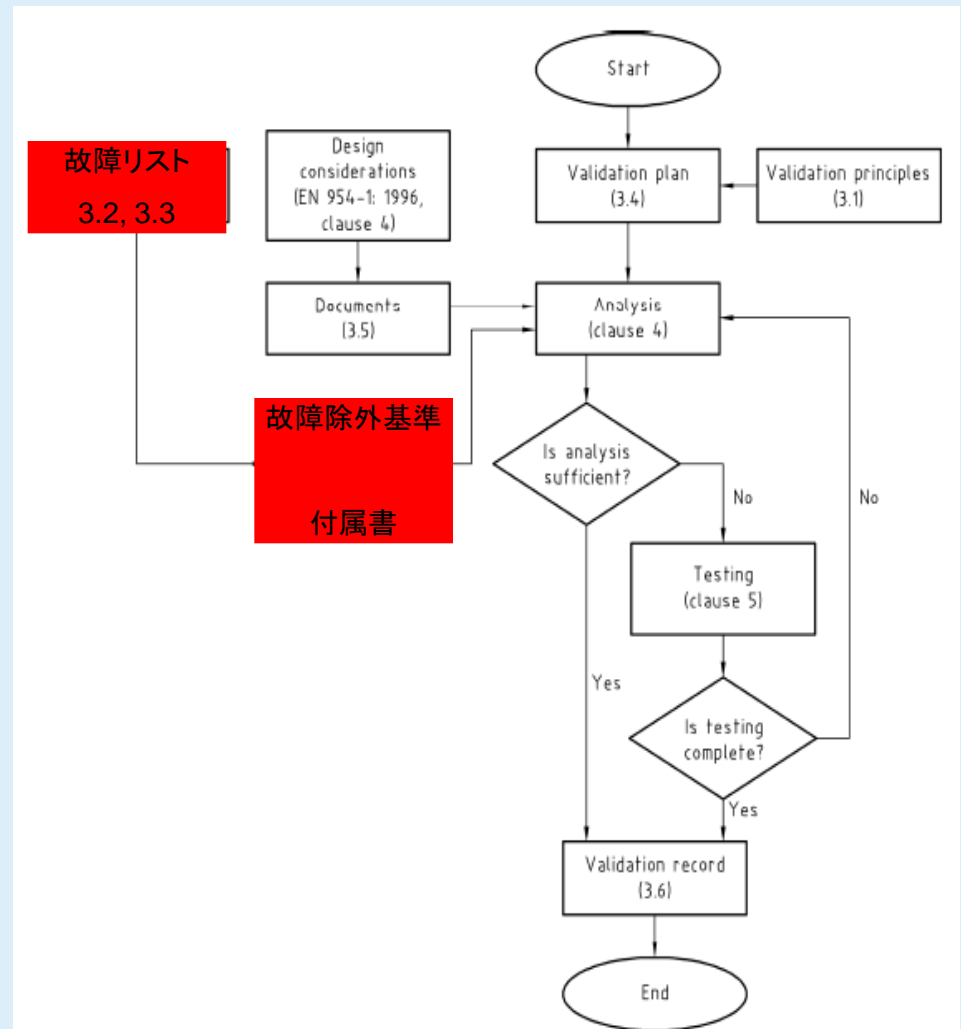 Start
故障リスト
3.2, 3.3
Design
considerations
(EN 954-1: 1996,
clause 4)
Validation plan
(3.4)
Validation principles
(3.1)
Documents
(3.5)
Analysis
(clause 4)
故障除外基準
付属書
Is analysis
sufficient?
No
No
Testing
(clause 5)
Yes
Is testing
complete?
Yes
Validation record
(3.6)
End